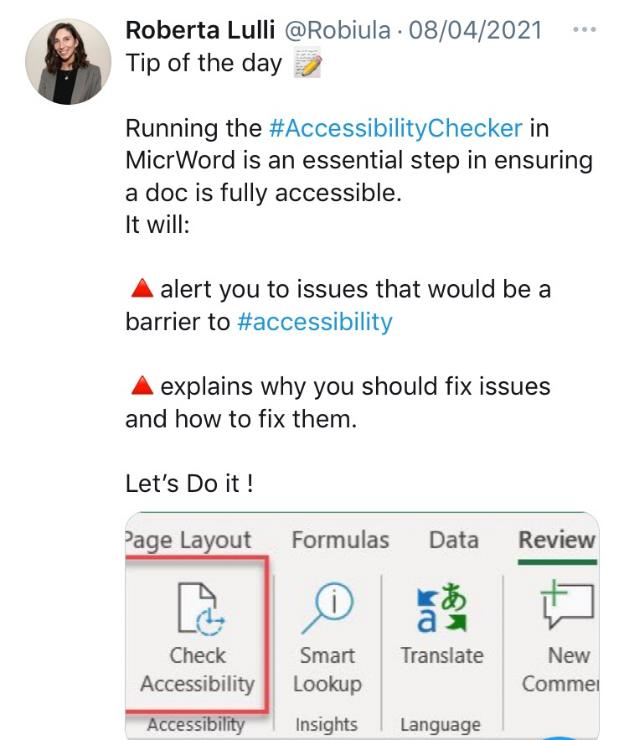 Roberta Lulli @Robiula · 08/04/2021 •••
Tip of the day 📝
Running the #AccessibilityChecker in
MicrWord is an essential step in ensuring
a doc is fully accessible.
It will:
🔺 alert you to issues that would be a
barrier to #accessibility
🔺 explains why you should fix issues
and how to fix them.
Let's Do it !
Page Layout Formulas Data Review
Check Smart Translate New
Accessibility Lookup Commen
Accessibility Insights Language